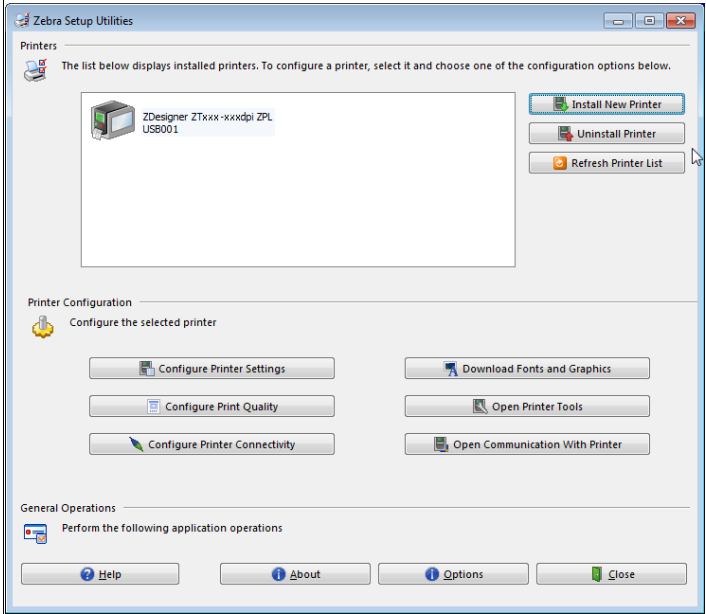 Zebra Setup Utilities
Printers
The list below displays installed printers. To configure a printer, select it and choose one of the configuration options below.
ZDesigner ZTxxx-xxxdpi ZPL
USB001
Install New Printer
Uninstall Printer
Refresh Printer List
Printer Configuration
Configure the selected printer
Configure Printer Settings
Download Fonts and Graphics
Configure Print Quality
Open Printer Tools
Configure Printer Connectivity
Open Communication With Printer
General Operations
Perform the following application operations
Help
About
Options
Close